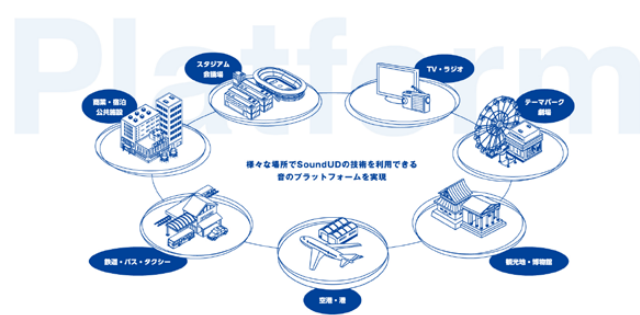 Platform
スタジアム
会議場
TV・ラジオ
商業・宿泊
公共施設
テーマパーク
劇場
様々な場所でSoundUDの技術を利用できる
音のプラットフォームを実現
鉄道・バス・タクシー
観光地・博物館
空港・港